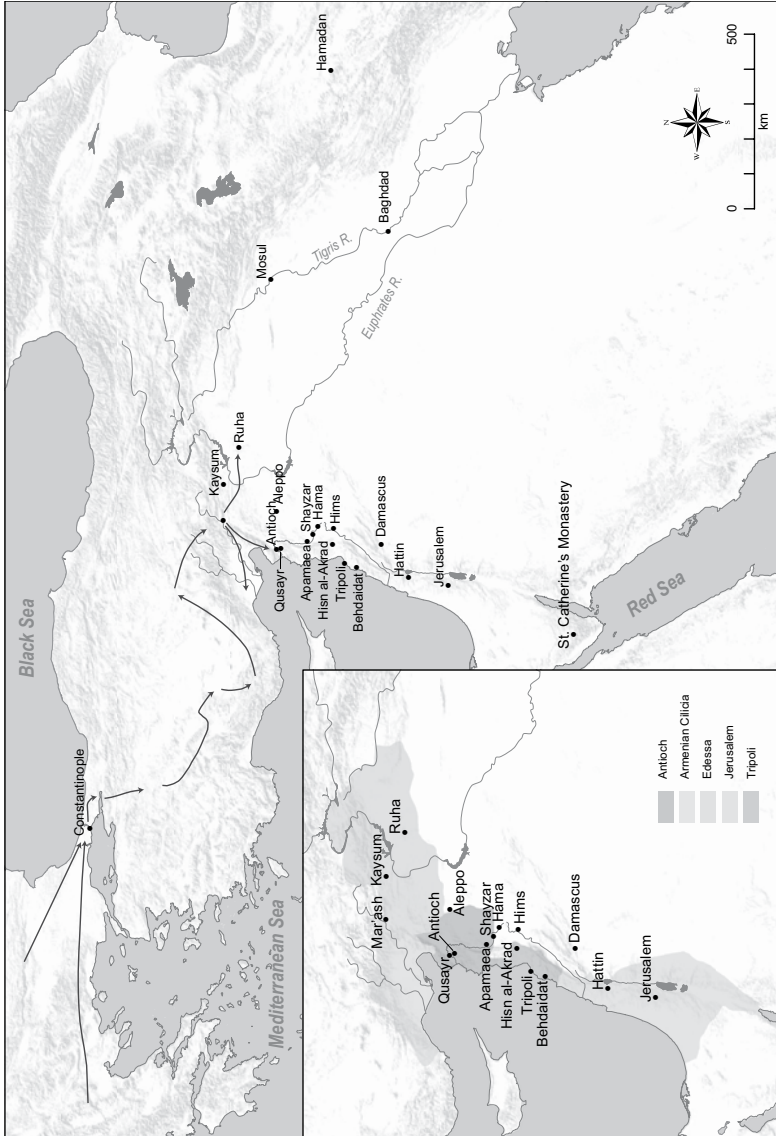 Black Sea
Constantinople
Mediterranean Sea
Kaysum
Ruha
Antioch
Aleppo
Qusayr
Apamaea
Shayzar
Hama
Hisn al-Akrad
Hims
Tripoli
Behdaidat
Damascus
Hattin
Jerusalem
St. Catherine's Monastery
Red Sea
Mosul
Tigris R.
Baghdad
Euphrates R.
Hamadan
N
E
S
W
0
500
km
Mar'ash
Kaysum
Ruha
Antioch
Qusayr
Aleppo
Apamaea
Shayzar
Hama
Hisn al-Akrad
Hims
Tripoli
Behdaidat
Damascus
Hattin
Jerusalem
Antioch
Armenian Cilicia
Edessa
Jerusalem
Tripoli